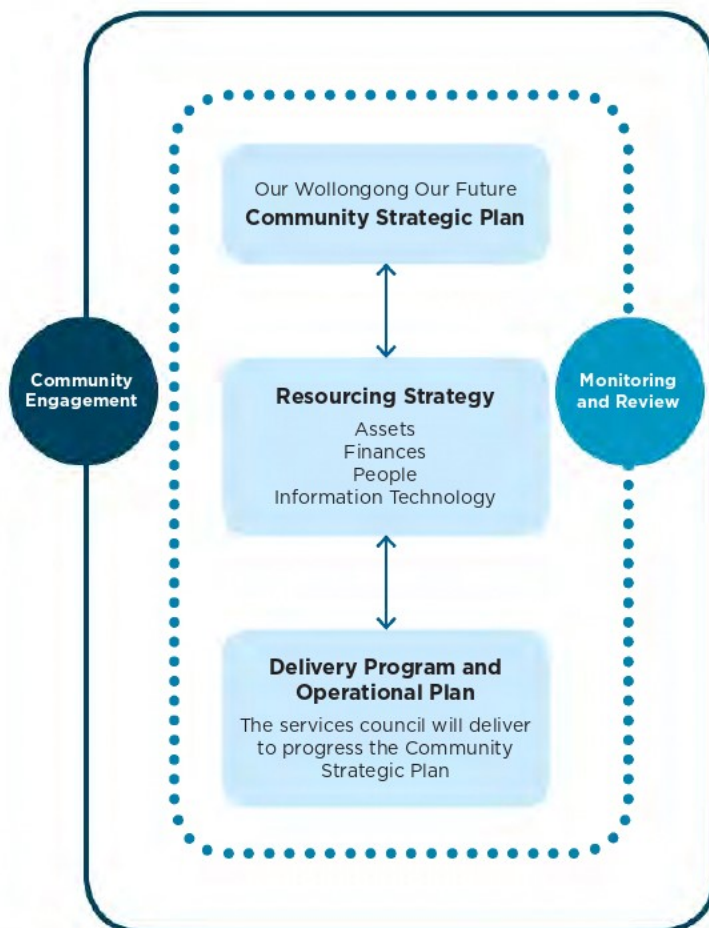 Our Wollongong Our Future
Community Strategic Plan
Community
Engagement
Resourcing Strategy
Assets
Finances
People
Information Technology
Monitoring
and Review
Delivery Program and
Operational Plan
The services council will deliver
to progress the Community
Strategic Plan